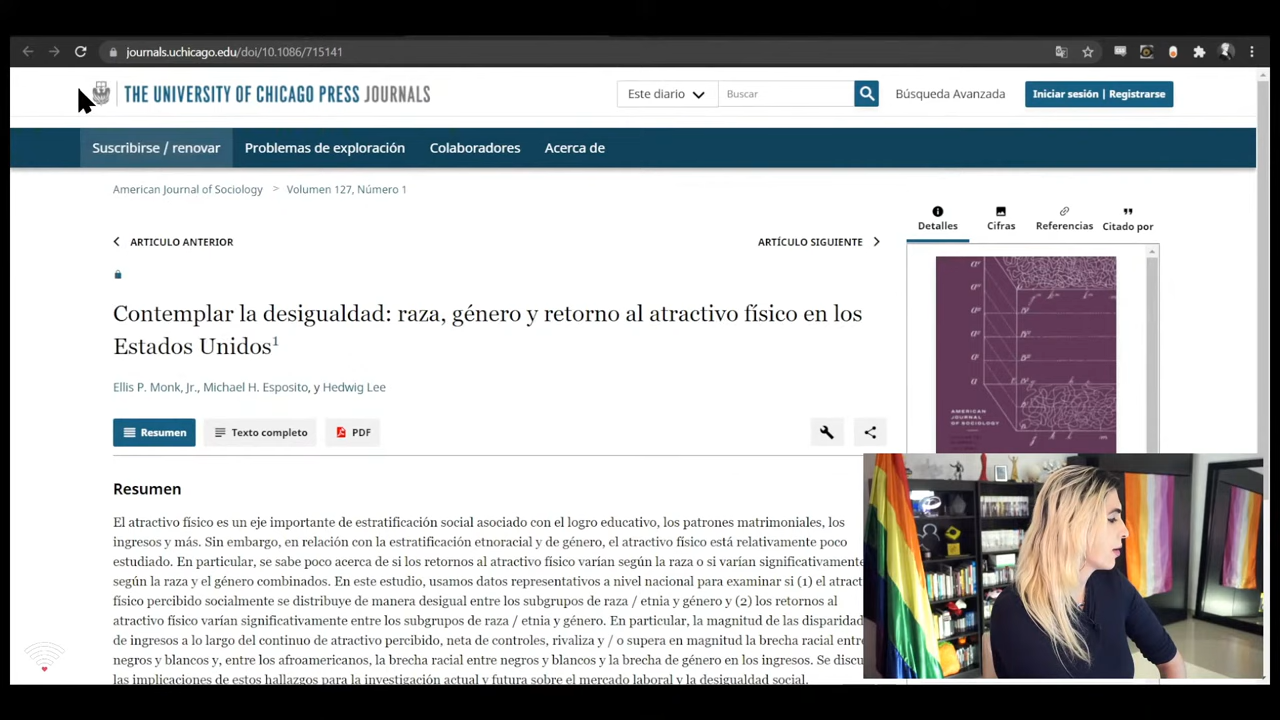 journals.uchicago.edu/doi/10.1086/715141
THE UNIVERSITY OF CHICAGO PRESS JOURNALS
Este diario
Buscar
Búsqueda Avanzada
Iniciar sesión | Registrarse
Suscribirse / renovar
Problemas de exploración
Colaboradores
Acerca de
American Journal of Sociology > Volumen 127, Número 1
Detalles
Cifras
Referencias
Citado por
ARTICULO ANTERIOR
ARTÍCULO SIGUIENTE
Contemplar la desigualdad: raza, género y retorno al atractivo físico en los
Estados Unidos¹
Ellis P. Monk, Jr., Michael H. Esposito, y Hedwig Lee
Resumen
Texto completo
PDF
AMERICAN
JOURNAL
OF SOCIOLOGY
Resumen
El atractivo físico es un eje importante de estratificación social asociado con el logro educativo, los patrones matrimoniales, los
ingresos y más. Sin embargo, en relación con la estratificación etnoracial y de género, el atractivo físico está relativamente poco
estudiado. En particular, se sabe poco acerca de si los retornos al atractivo físico varían según la raza o si varían significativamente
según la raza y el género combinados. En este estudio, usamos datos representativos a nivel nacional para examinar si (1) el atract
físico percibido socialmente se distribuye de manera desigual entre los subgrupos de raza / etnia y género y (2) los retornos al
atractivo físico varían significativamente entre los subgrupos de raza / etnia y género. En particular, la magnitud de las disparidad
de ingresos a lo largo del continuo de atractivo percibido, neta de controles, rivaliza y / o supera en magnitud la brecha racial entre
negros y blancos y, entre los afroamericanos, la brecha racial entre negros y blancos y la brecha de género en los ingresos. Se discu
las implicaciones de estos hallazgos para la investigación actual y futura sobre el mercado laboral y la desigualdad social.